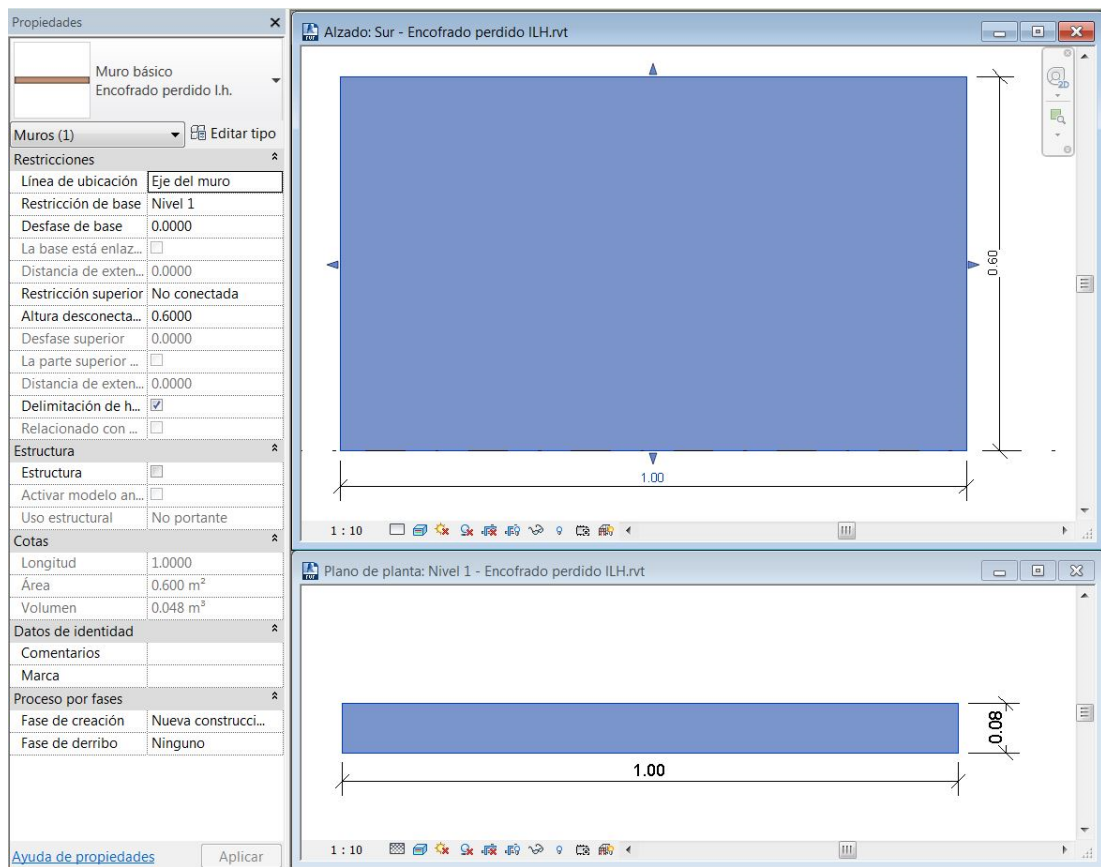 Propiedades
Muro básico
Encofrado perdido l.h.
Muros (1)
Editar tipo
Restricciones
Línea de ubicación Eje del muro
Restricción de base Nivel 1
Desfase de base 0.0000
La base está enlaz...
Distancia de exten... 0.0000
Restricción superior No conectada
Altura desconecta... 0.6000
Desfase superior 0.0000
La parte superior ...
Distancia de exten... 0.0000
Delimitación de h...
Relacionado con ...
Estructura
Estructura
Activar modelo an...
Uso estructural No portante
Cotas
Longitud 1.0000
Área 0.600 m²
Volumen 0.048 m³
Datos de identidad
Comentarios
Marca
Proceso por fases
Fase de creación Nueva construcci...
Fase de derribo Ninguno
Ayuda de propiedades
Aplicar
Alzado: Sur - Encofrado perdido ILH.rvt
2D
0.60
1.00
1 : 10
Plano de planta: Nivel 1 - Encofrado perdido ILH.rvt
0.08
1.00
1 : 10